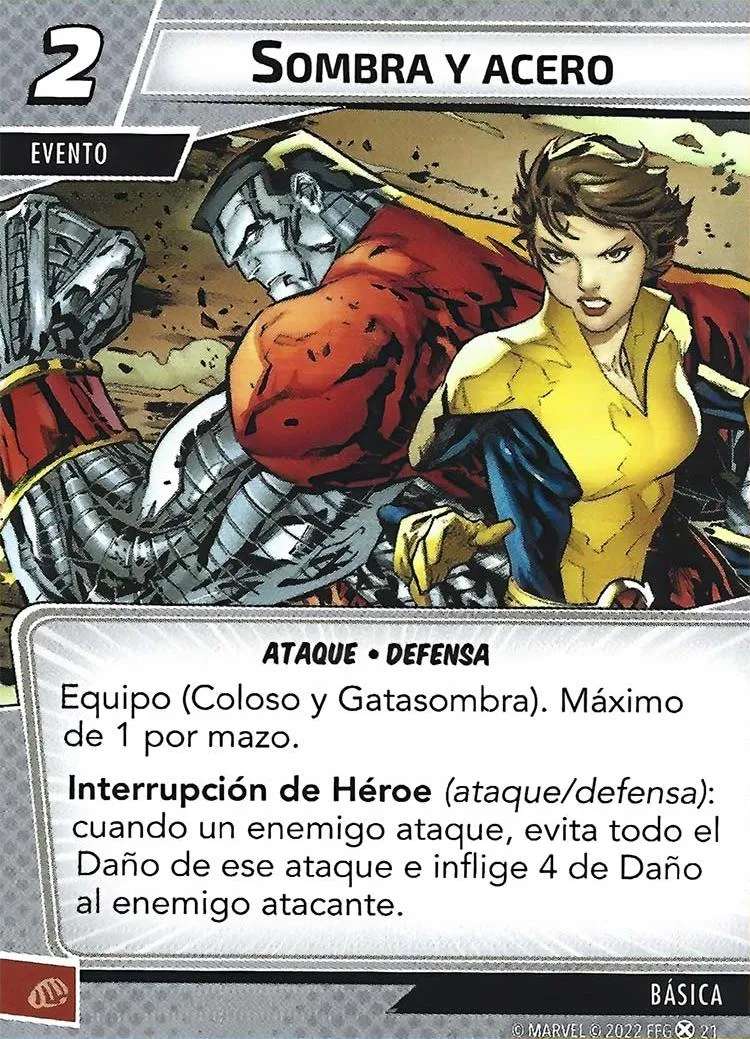 2
SOMBRA Y ACERO
EVENTO
ATAQUE • DEFENSA
Equipo (Coloso y Gatasombra). Máximo
de 1 por mazo.
Interrupción de Héroe (ataque/defensa):
cuando un enemigo ataque, evita todo el
Daño de ese ataque e inflige 4 de Daño
al enemigo atacante.
BÁSICA
© MARVEL © 2022 FFG 21